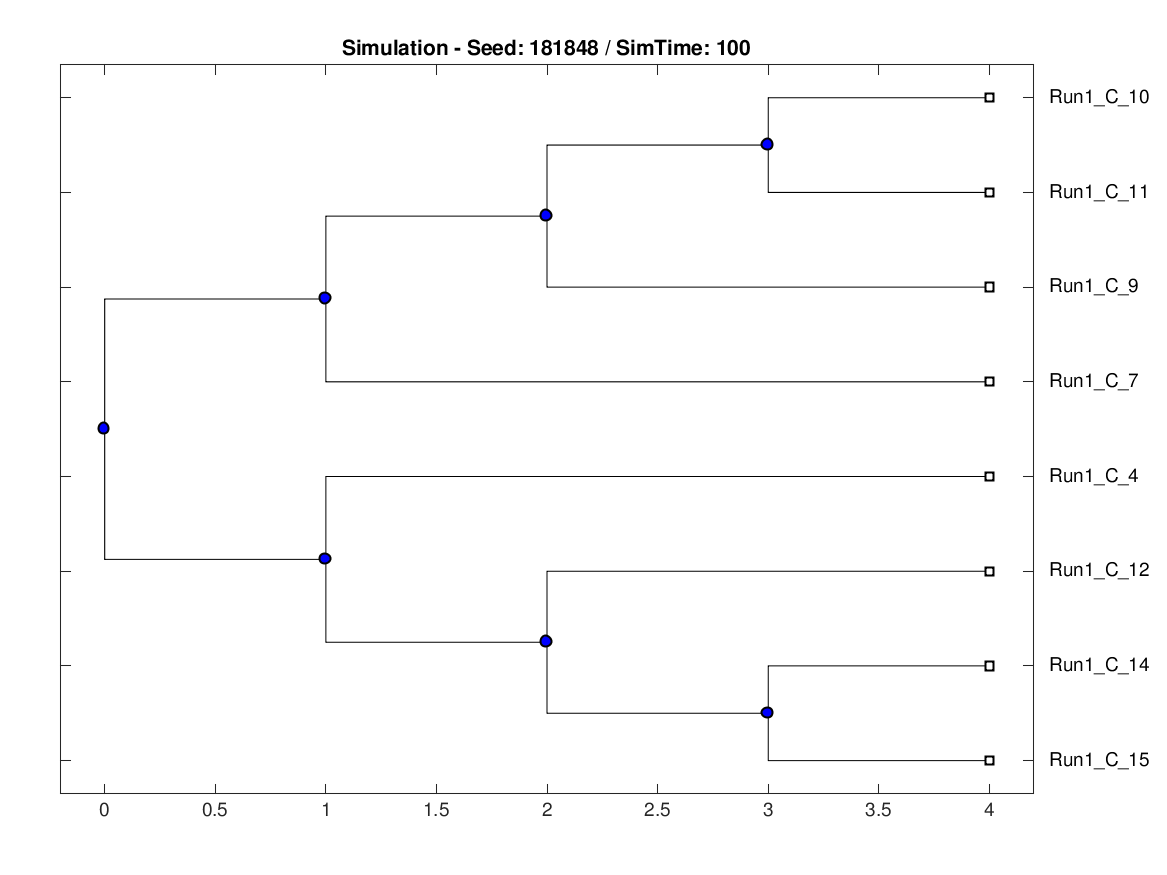 Simulation - Seed: 181848 / SimTime: 100
Run1_C_10
Run1_C_11
Run1_C_9
Run1_C_7
Run1_C_4
Run1_C_12
Run1_C_14
Run1_C_15
0 0.5 1 1.5 2 2.5 3 3.5 4